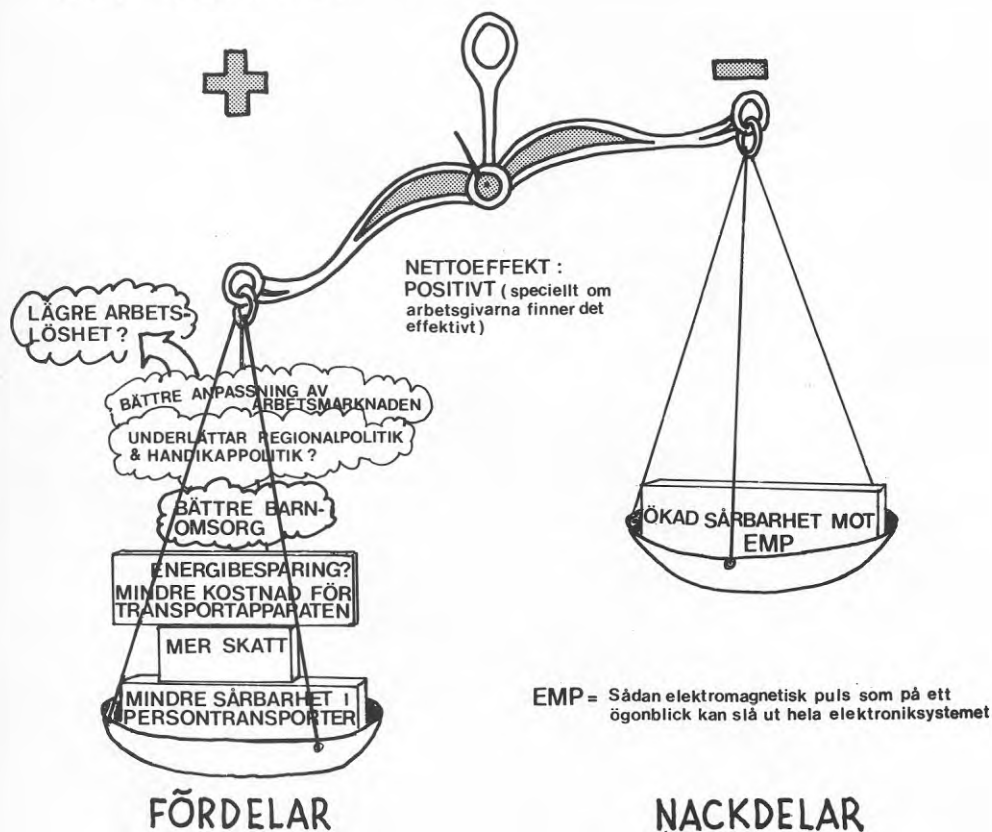 NETTOEFFEKT :
POSITIVT ( speciellt om
arbetsgivarna finner det
effektivt )
LÄGRE ARBETS-
LÖSHET ?
BÄTTRE ANPASSNING AV
ARBETSMARKNADEN
UNDERLÄTTAR REGIONALPOLITIK
& HANDIKAPPOLITIK ?
BÄTTRE BARN-
OMSORG
ENERGIBESPARING?
MINDRE KOSTNAD FÖR
TRANSPORTAPPARATEN
MER SKATT
MINDRE SÅRBARHET I
PERSONTRANSPORTER
FÖRDELAR
ÖKAD SÅRBARHET MOT
EMP
EMP = Sådan elektromagnetisk puls som på ett
ögonblick kan slå ut hela elektroniksystemet
NACKDELAR